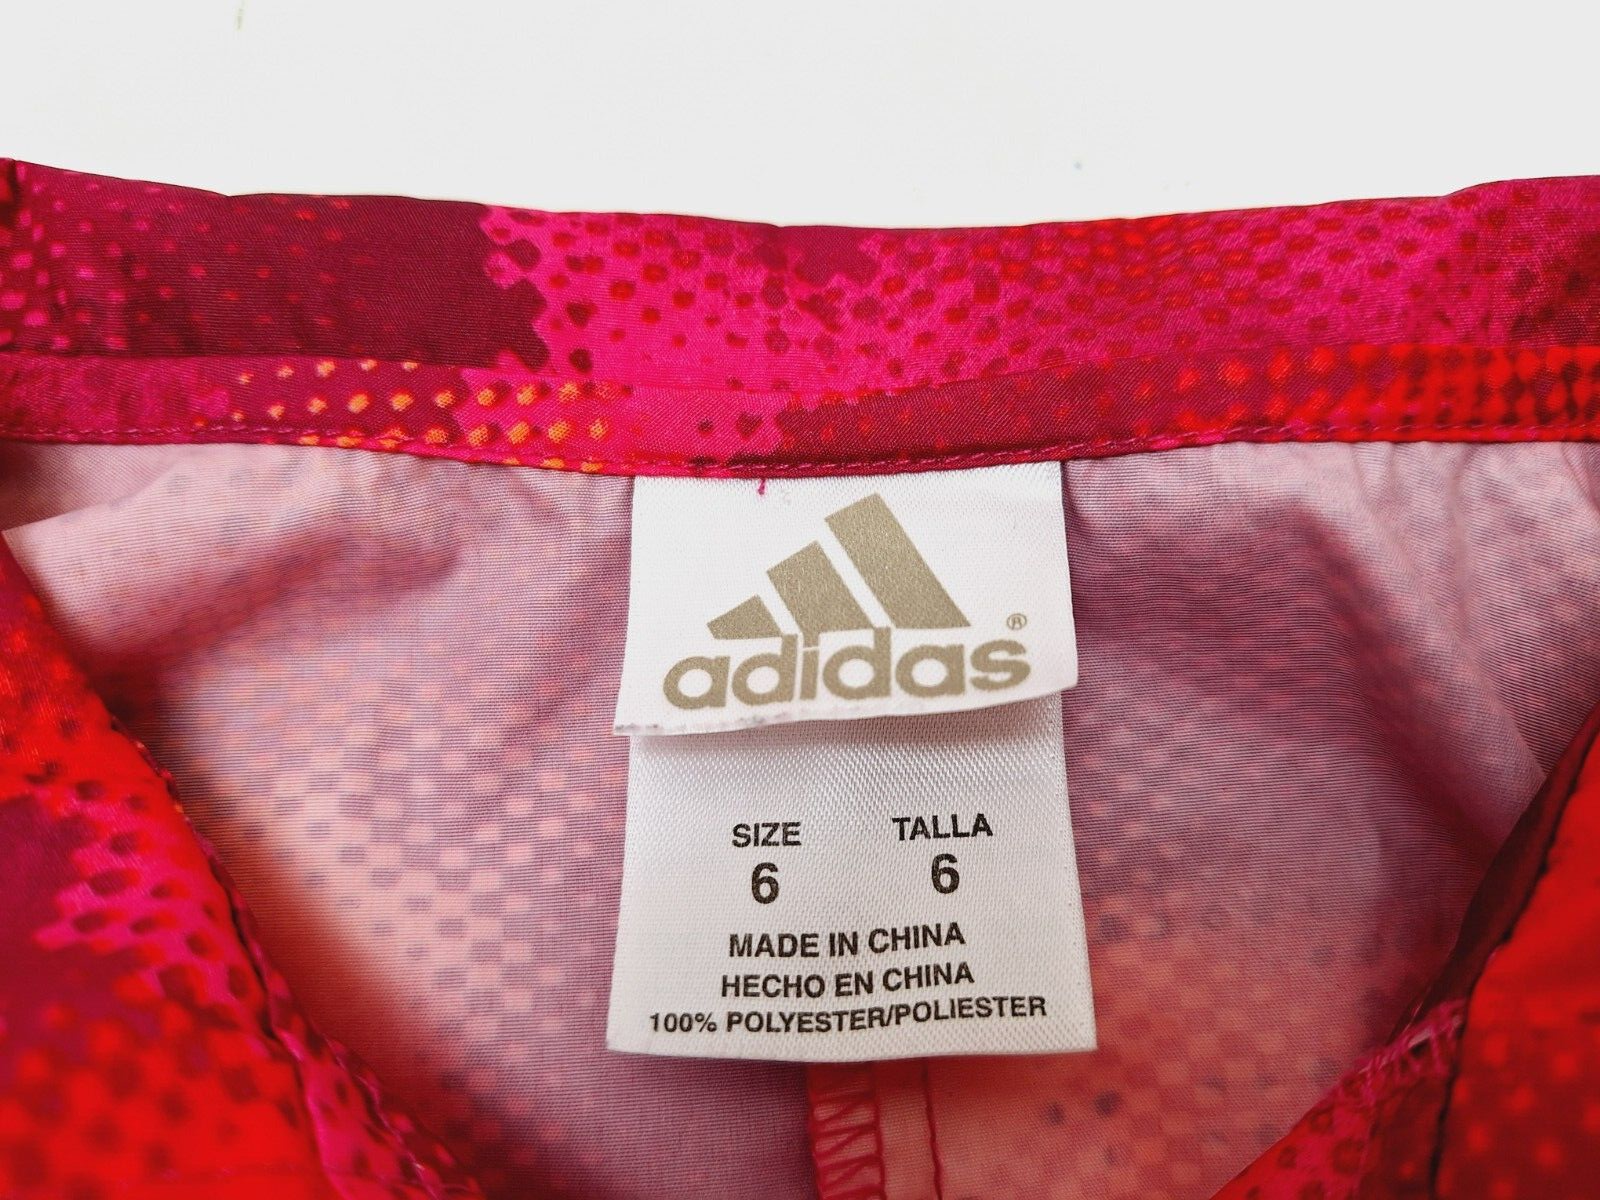 adidas®
SIZE TALLA
6 6
MADE IN CHINA
HECHO EN CHINA
100% POLYESTER/POLIESTER